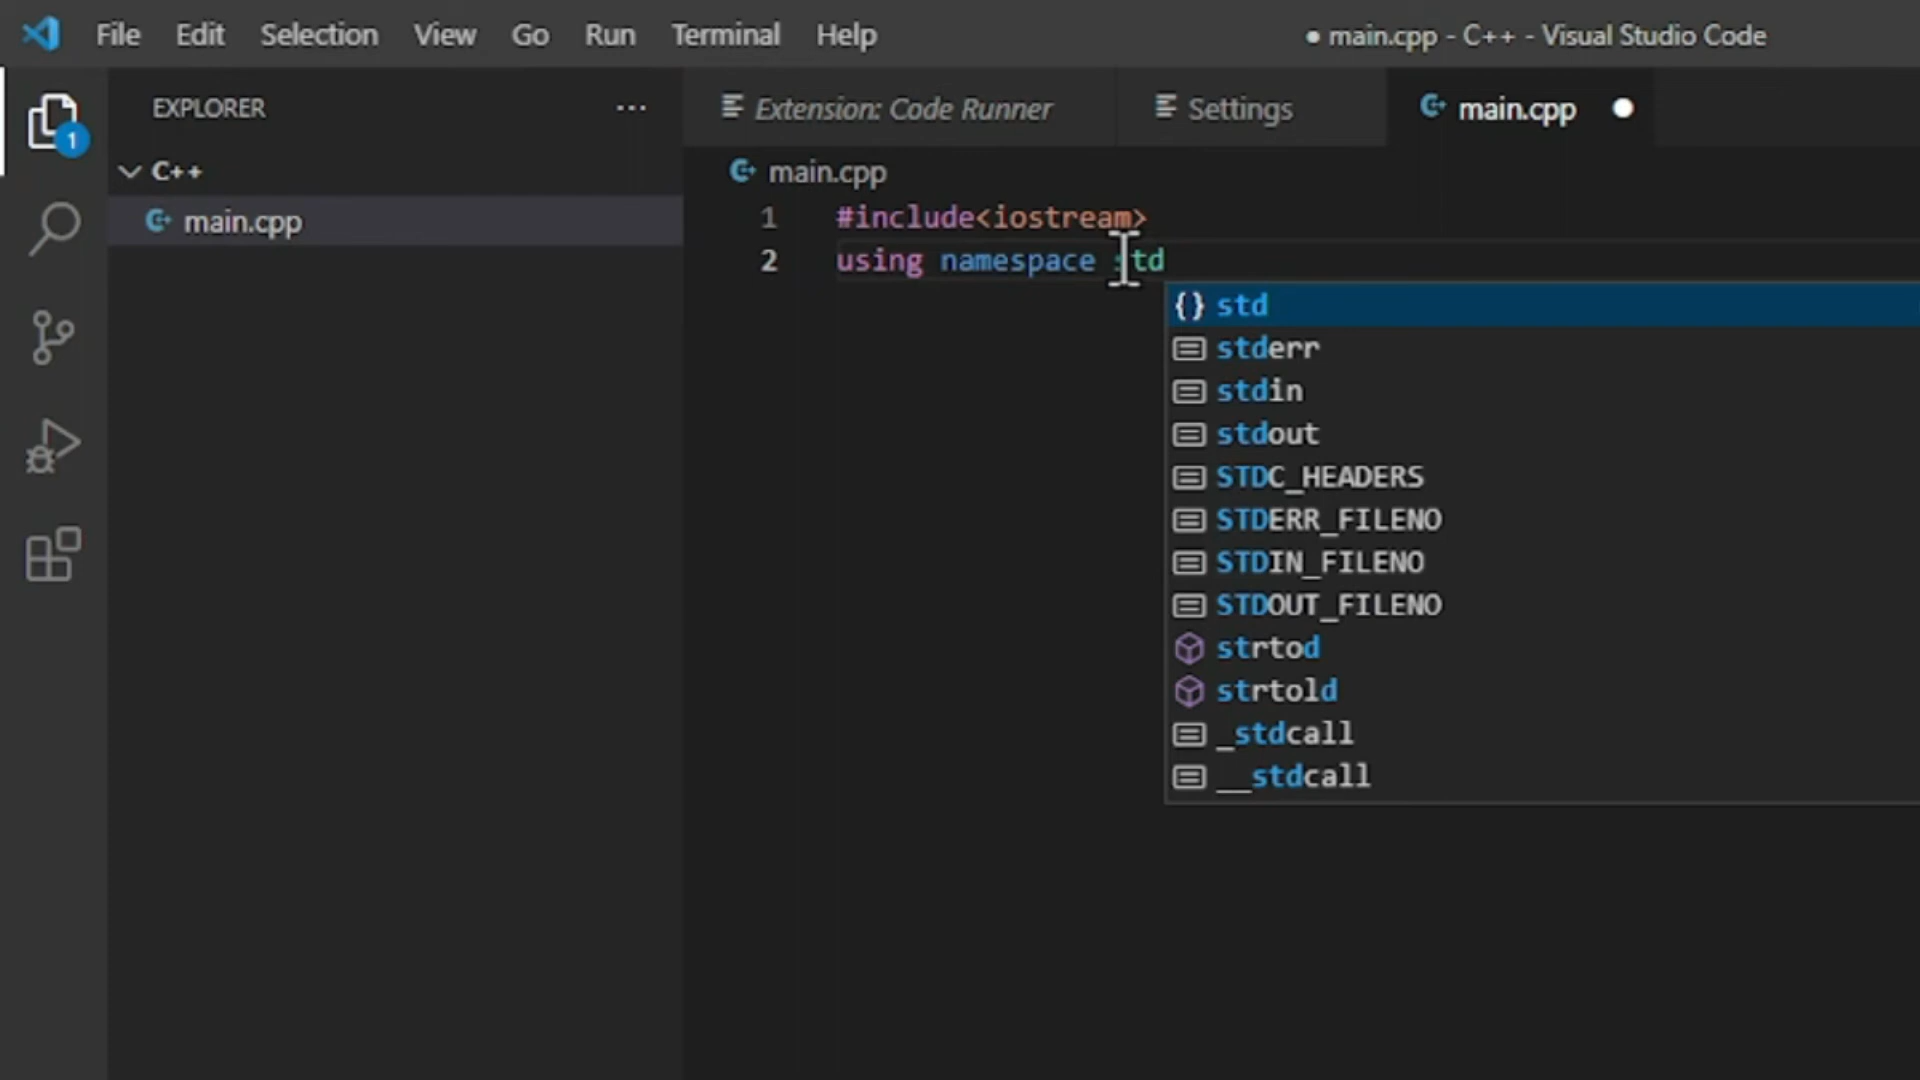 File Edit Selection View Go Run Terminal Help
● main.cpp - C++ - Visual Studio Code
1
EXPLORER ...
C++
main.cpp
Extension: Code Runner
Settings
main.cpp
main.cpp
1 #include<iostream>
2 using namespace std
{} std
stderr
stdin
stdout
STDC_HEADERS
STDERR_FILENO
STDIN_FILENO
STDOUT_FILENO
strtod
strtold
_stdcall
__stdcall